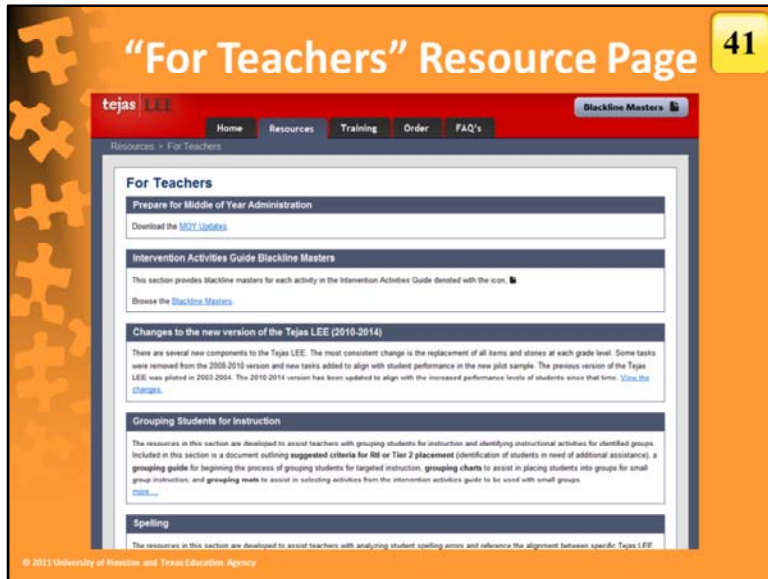 “For Teachers” Resource Page
41
tejas LEE
Blackline Masters
Home Resources Training Order FAQ's
Resources > For Teachers
For Teachers
Prepare for Middle of Year Administration
Download the MOY Updates.
Intervention Activities Guide Blackline Masters
This section provides blackline masters for each activity in the Intervention Activities Guide denoted with the icon, .
Browse the Blackline Masters.
Changes to the new version of the Tejas LEE (2010-2014)
There are several new components to the Tejas LEE. The most consistent change is the replacement of all items and stories at each grade level. Some tasks
were removed from the 2008-2010 version and new tasks added to align with student performance in the new pilot sample. The previous version of the Tejas
LEE was piloted in 2003-2004. The 2010-2014 version has been updated to align with the increased performance levels of students since that time. View the
changes.
Grouping Students for Instruction
The resources in this section are developed to assist teachers with grouping students for instruction and identifying instructional activities for identified groups.
Included in this section is a document outlining suggested criteria for RtI or Tier 2 placement (identification of students in need of additional assistance), a
grouping guide for beginning the process of grouping students for targeted instruction, grouping charts to assist in placing students into groups for small
group instruction, and grouping mats to assist in selecting activities from the intervention activities guide to be used with small groups.
more ...
Spelling
The resources in this section are developed to assist teachers with analyzing student spelling errors and reference the alignment between specific Tejas LEE
© 2011 University of Houston and Texas Education Agency